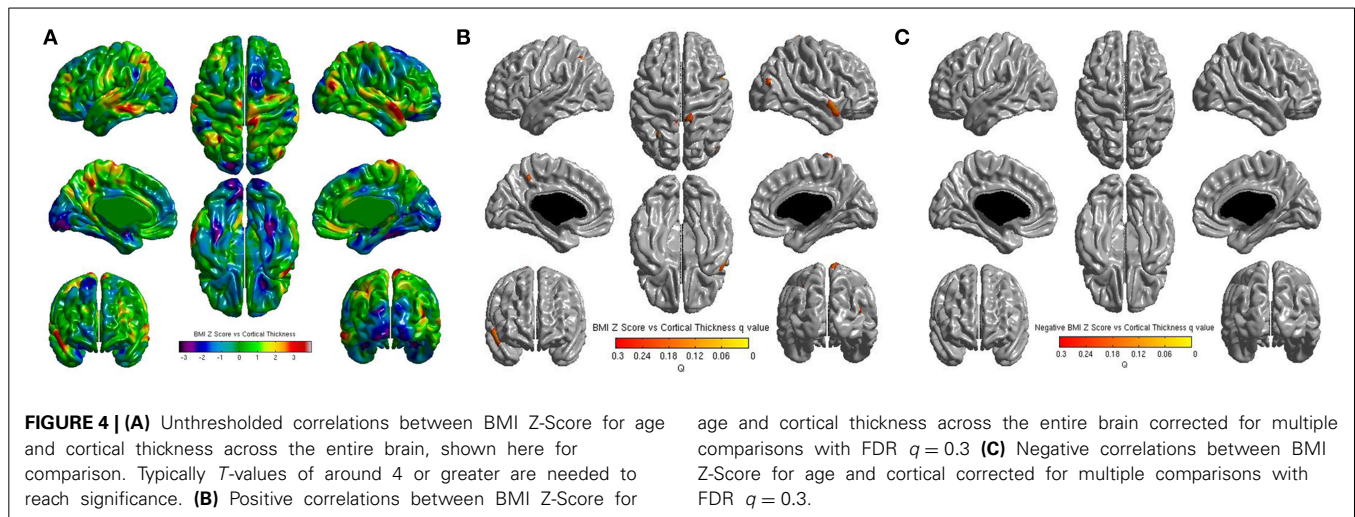 A
B
C
BMI Z Score vs Cortical Thickness
-3 -2 -1 0 1 2 3
BMI Z Score vs Cortical Thickness q value
0.3 0.24 0.18 0.12 0.06 0
Q
Negative BMI Z Score vs Cortical Thickness q value
0.3 0.24 0.18 0.12 0.06 0
Q
FIGURE 4 | (A) Unthresholded correlations between BMI Z-Score for age
and cortical thickness across the entire brain, shown here for
comparison. Typically T-values of around 4 or greater are needed to
reach significance. (B) Positive correlations between BMI Z-Score for
age and cortical thickness across the entire brain corrected for multiple
comparisons with FDR q = 0.3 (C) Negative correlations between BMI
Z-Score for age and cortical corrected for multiple comparisons with
FDR q = 0.3.